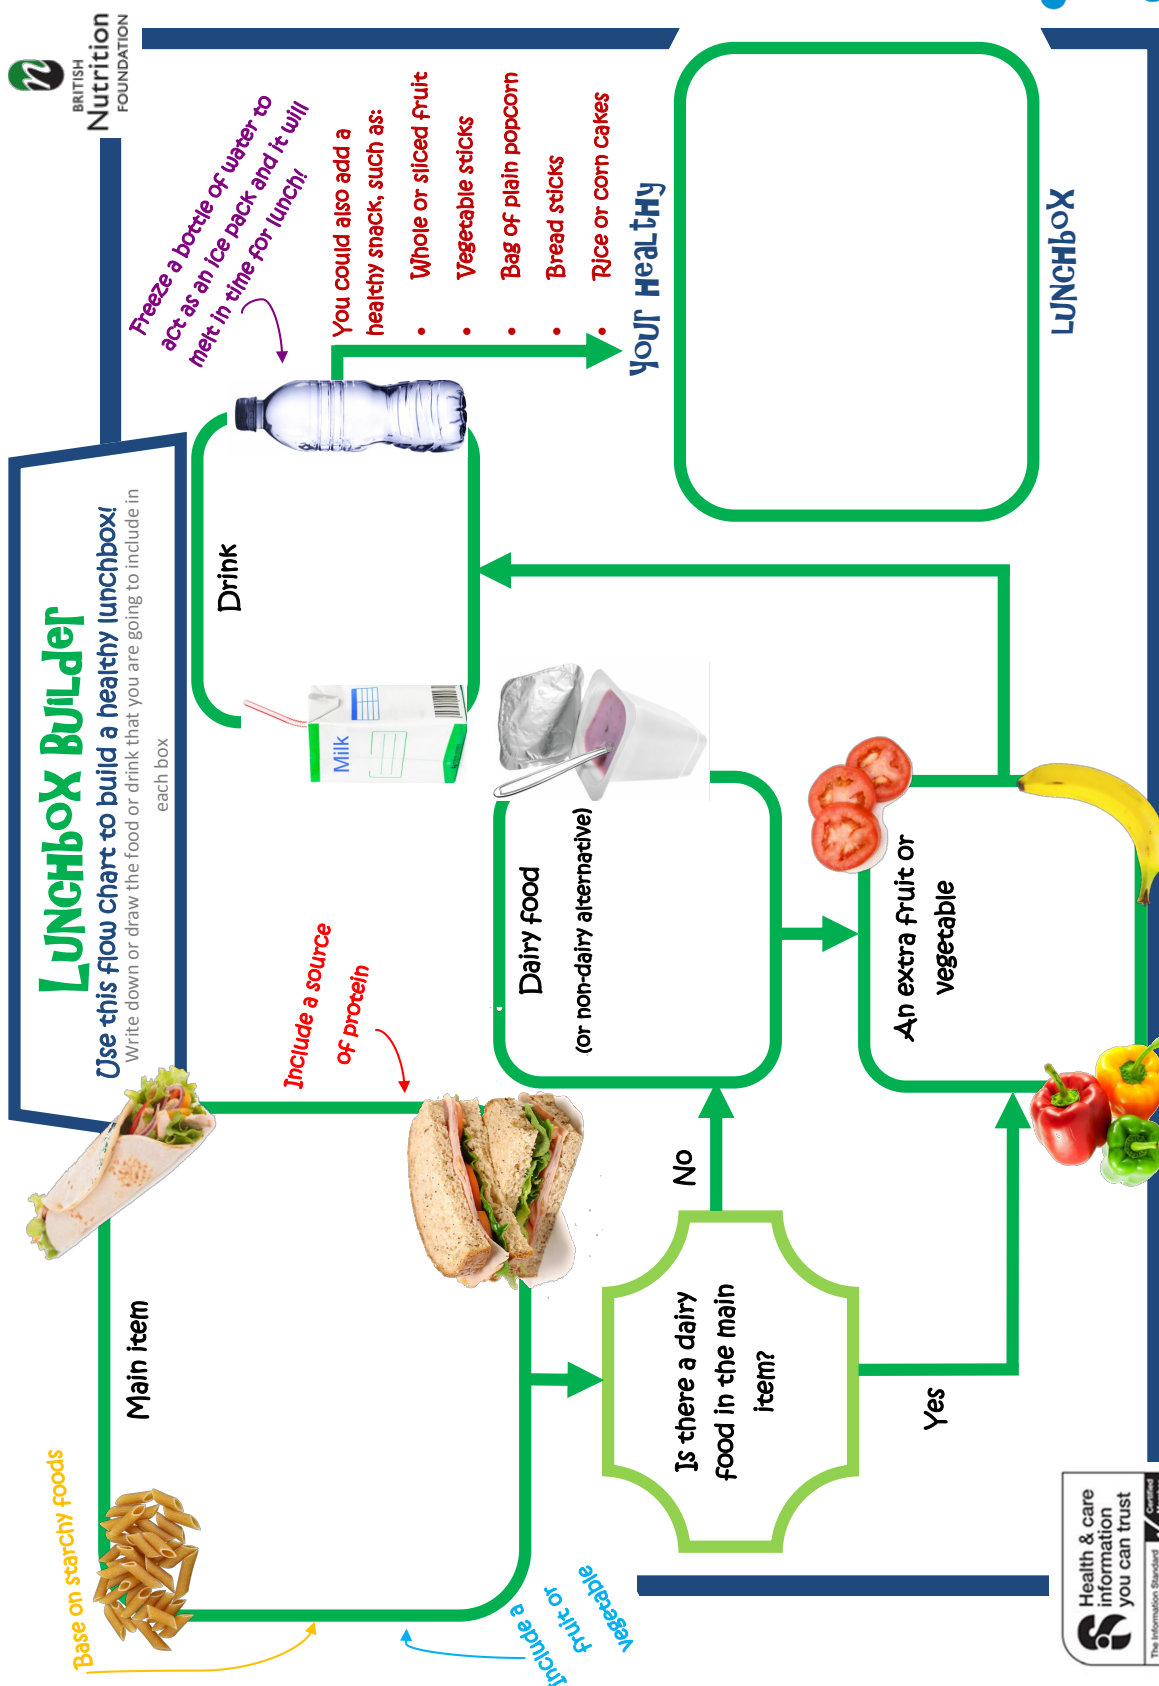 BRITISH
Nutrition
FOUNDATION
Lunchbox Builder
Use this flow chart to build a healthy lunchbox!
Write down or draw the food or drink that you are going to include in
each box
Base on starchy foods
Main item
Include a
fruit or
vegetable
Include a source
of protein
Is there a dairy
food in the main
item?
No
Yes
Dairy food
(or non-dairy alternative)
An extra fruit or
vegetable
Drink
Milk
Freeze a bottle of water to
act as an ice pack and it will
melt in time for lunch!
You could also add a
healthy snack, such as:
• Whole or sliced fruit
• Vegetable sticks
• Bag of plain popcorn
• Bread sticks
• Rice or corn cakes
Your Healthy
Lunchbox
Health & care
information
you can trust
The Information Standard
Certified